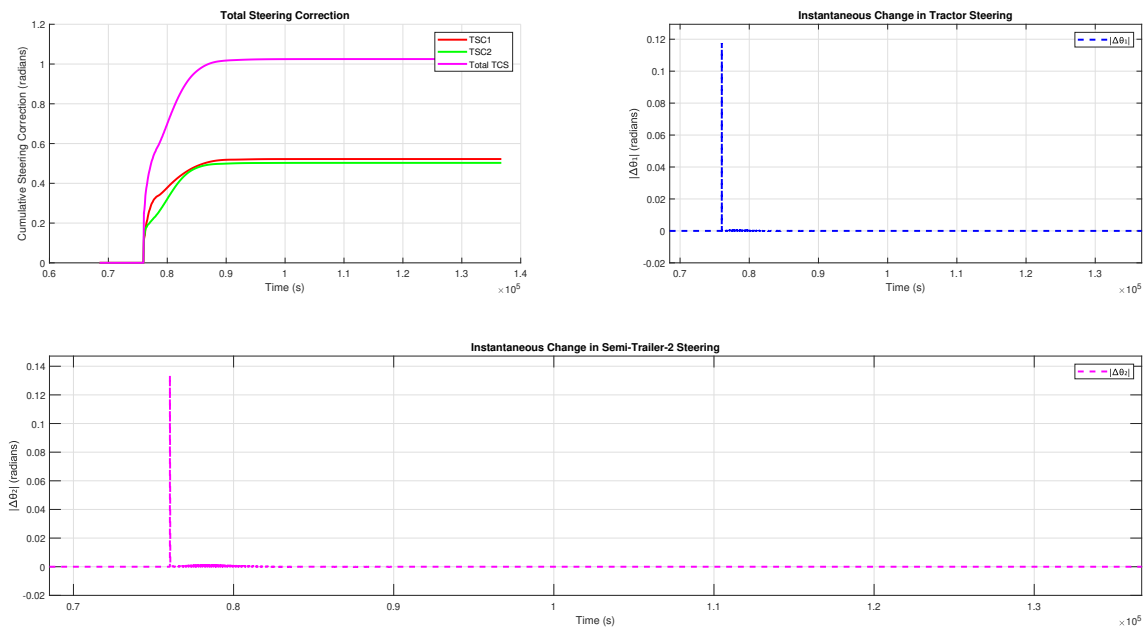 Total Steering Correction
Cumulative Steering Correction (radians)
1.2
1
0.8
0.6
0.4
0.2
0
0.6 0.7 0.8 0.9 1 1.1 1.2 1.3 1.4
Time (s)
×10⁵
TSC1
TSC2
Total TCS
Instantaneous Change in Tractor Steering
|Δθ₁| (radians)
0.12
0.1
0.08
0.06
0.04
0.02
0
-0.02
0.7 0.8 0.9 1 1.1 1.2 1.3
Time (s)
×10⁵
|Δθ₁|
Instantaneous Change in Semi-Trailer-2 Steering
|Δθ₂| (radians)
0.14
0.12
0.1
0.08
0.06
0.04
0.02
0
-0.02
0.7 0.8 0.9 1 1.1 1.2 1.3
Time (s)
×10⁵
|Δθ₂|